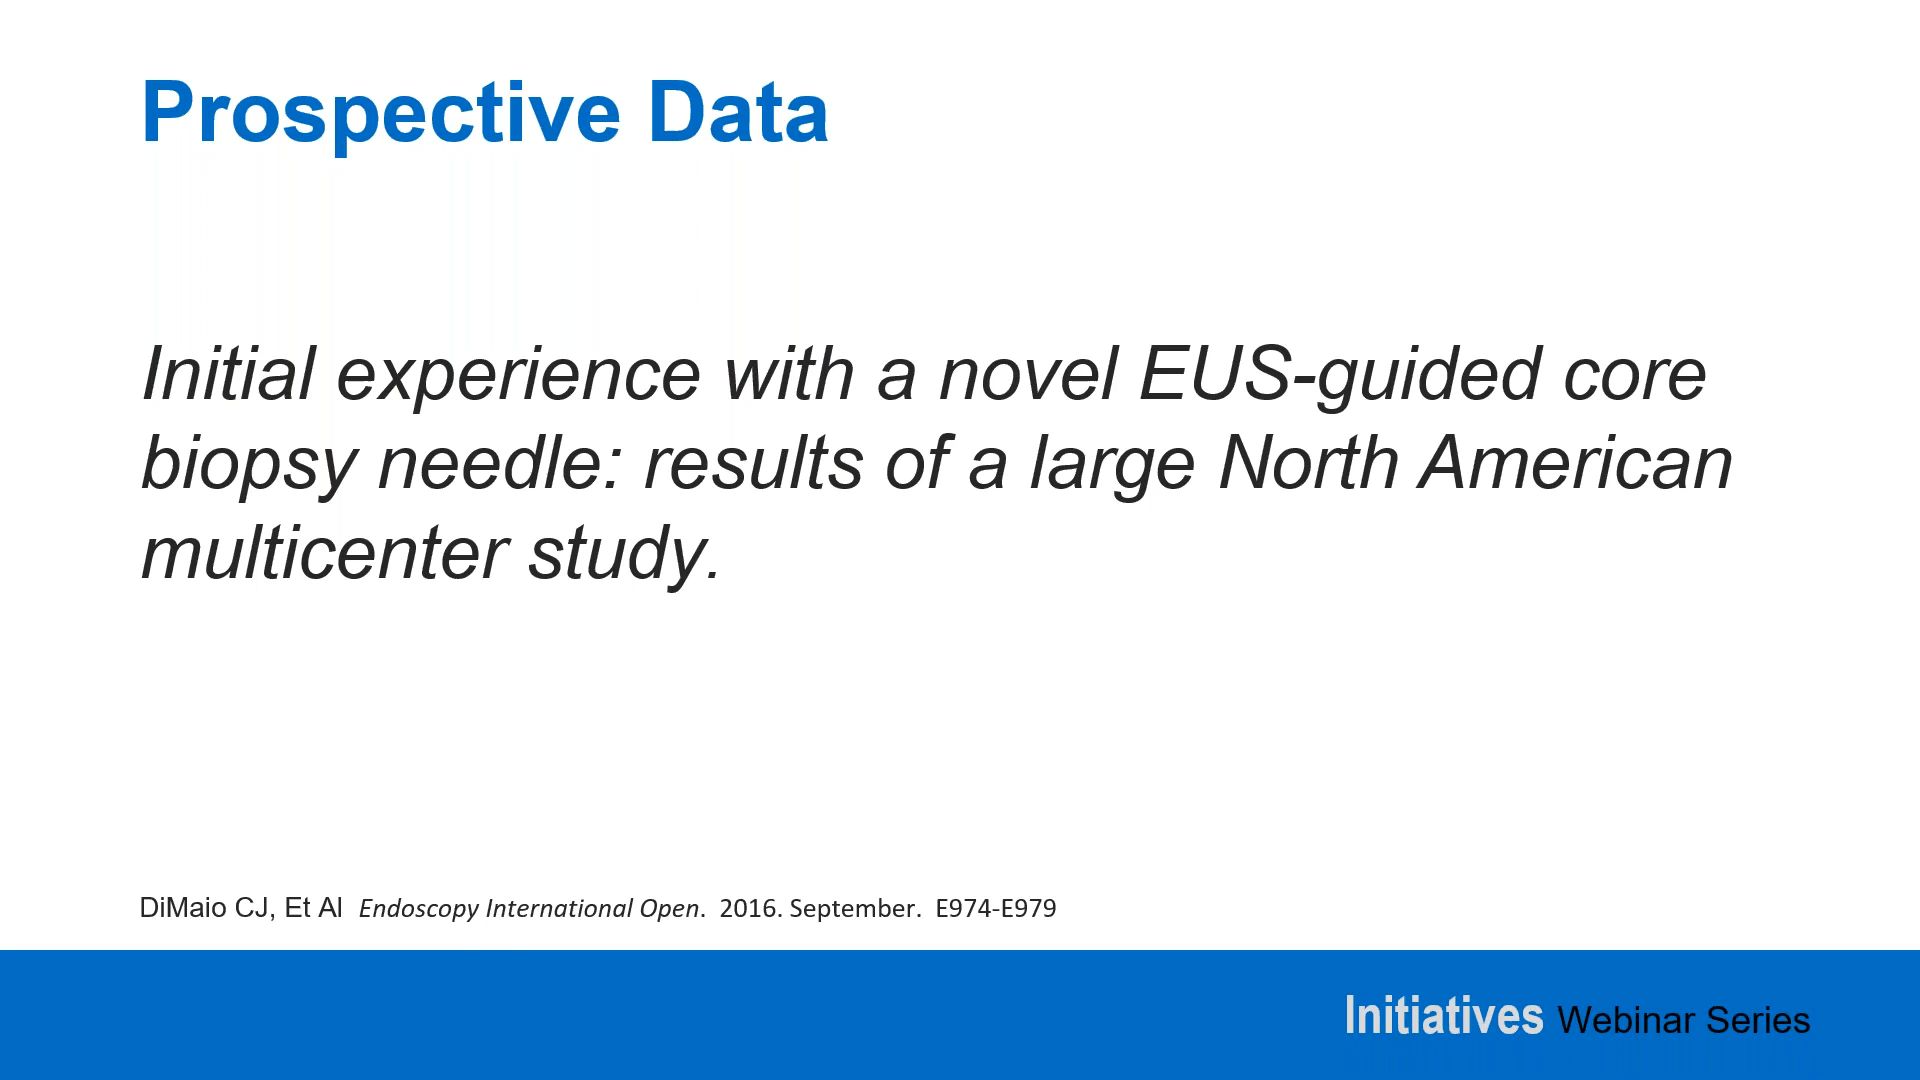 Prospective Data
Initial experience with a novel EUS-guided core
biopsy needle: results of a large North American
multicenter study.
DiMaio CJ, Et Al  Endoscopy International Open.  2016. September.  E974-E979
Initiatives Webinar Series